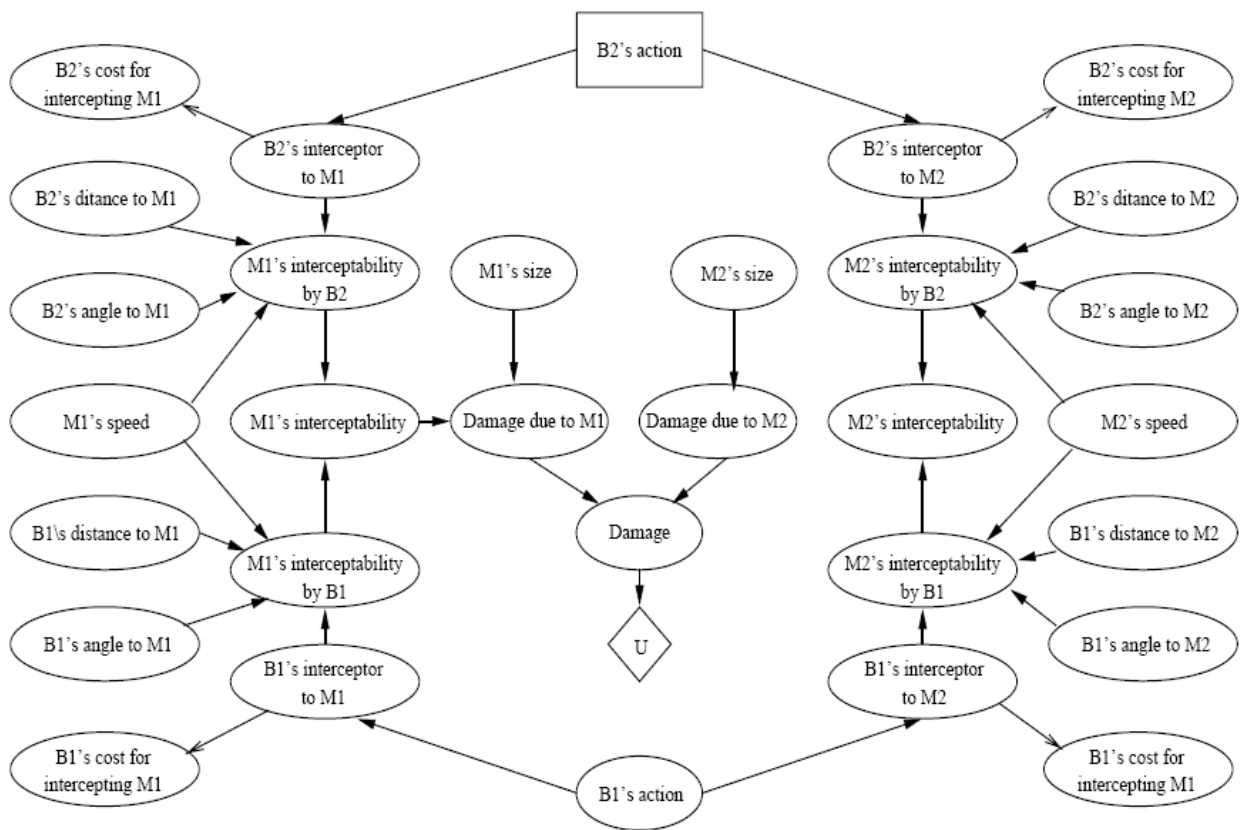 B2's action
B2's cost for
intercepting M1
B2's cost for
intercepting M2
B2's interceptor
to M1
B2's interceptor
to M2
B2's ditance to M1
B2's ditance to M2
M1's interceptability
by B2
M1's size
M2's size
M2's interceptability
by B2
B2's angle to M1
B2's angle to M2
M1's speed
M1's interceptability
Damage due to M1
Damage due to M2
M2's interceptability
M2's speed
B1\s distance to M1
Damage
B1's distance to M2
M1's interceptability
by B1
M2's interceptability
by B1
B1's angle to M1
U
B1's angle to M2
B1's interceptor
to M1
B1's interceptor
to M2
B1's cost for
intercepting M1
B1's action
B1's cost for
intercepting M1